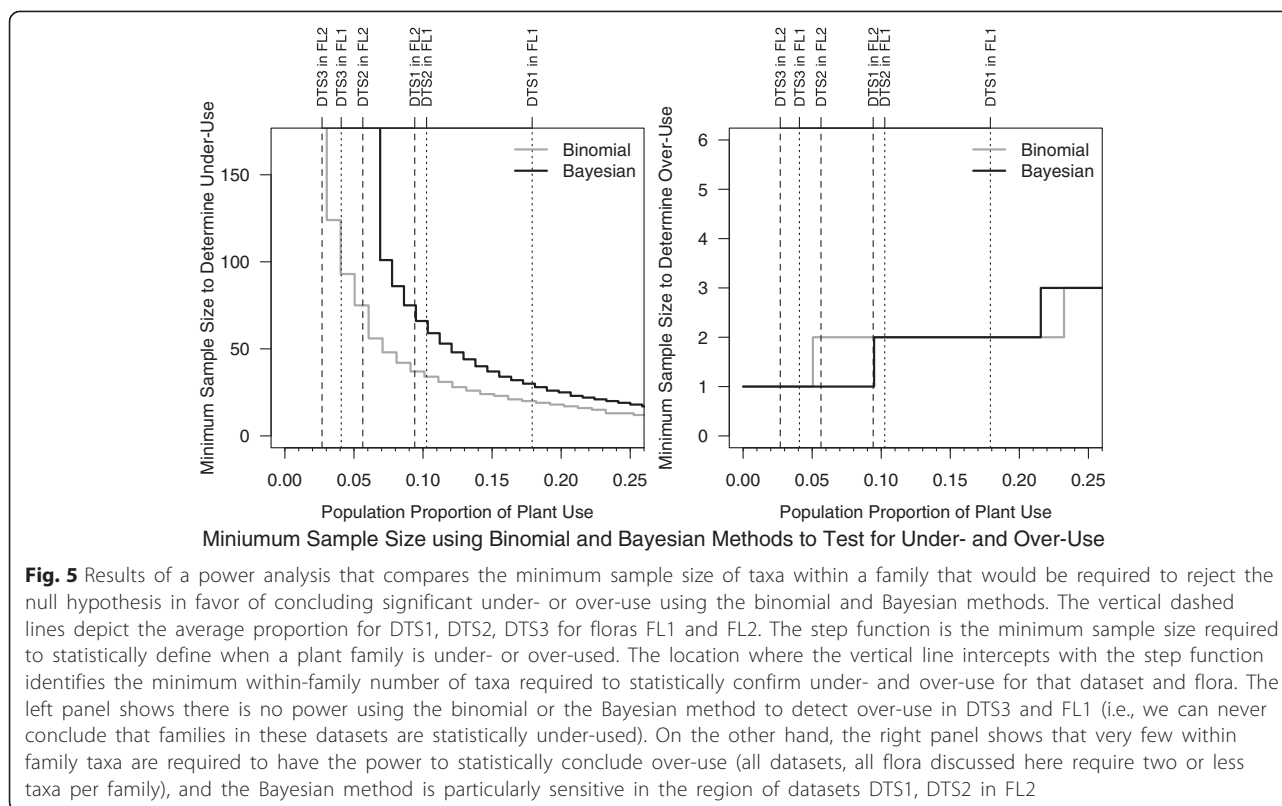 DTS3 in FL2
DTS3 in FL1
DTS2 in FL2
DTS1 in FL2
DTS2 in FL1
DTS1 in FL1
DTS3 in FL2
DTS3 in FL1
DTS2 in FL2
DTS1 in FL2
DTS2 in FL1
DTS1 in FL1
Minimum Sample Size to Determine Under-Use
150
100
50
0
Binomial
Bayesian
0.00 0.05 0.10 0.15 0.20 0.25
Population Proportion of Plant Use
Minimum Sample Size to Determine Over-Use
6
5
4
3
2
1
0
Binomial
Bayesian
0.00 0.05 0.10 0.15 0.20 0.25
Population Proportion of Plant Use
Miniumum Sample Size using Binomial and Bayesian Methods to Test for Under- and Over-Use
Fig. 5 Results of a power analysis that compares the minimum sample size of taxa within a family that would be required to reject the
null hypothesis in favor of concluding significant under- or over-use using the binomial and Bayesian methods. The vertical dashed
lines depict the average proportion for DTS1, DTS2, DTS3 for floras FL1 and FL2. The step function is the minimum sample size required
to statistically define when a plant family is under- or over-used. The location where the vertical line intercepts with the step function
identifies the minimum within-family number of taxa required to statistically confirm under- and over-use for that dataset and flora. The
left panel shows there is no power using the binomial or the Bayesian method to detect over-use in DTS3 and FL1 (i.e., we can never
conclude that families in these datasets are statistically under-used). On the other hand, the right panel shows that very few within
family taxa are required to have the power to statistically conclude over-use (all datasets, all flora discussed here require two or less
taxa per family), and the Bayesian method is particularly sensitive in the region of datasets DTS1, DTS2 in FL2